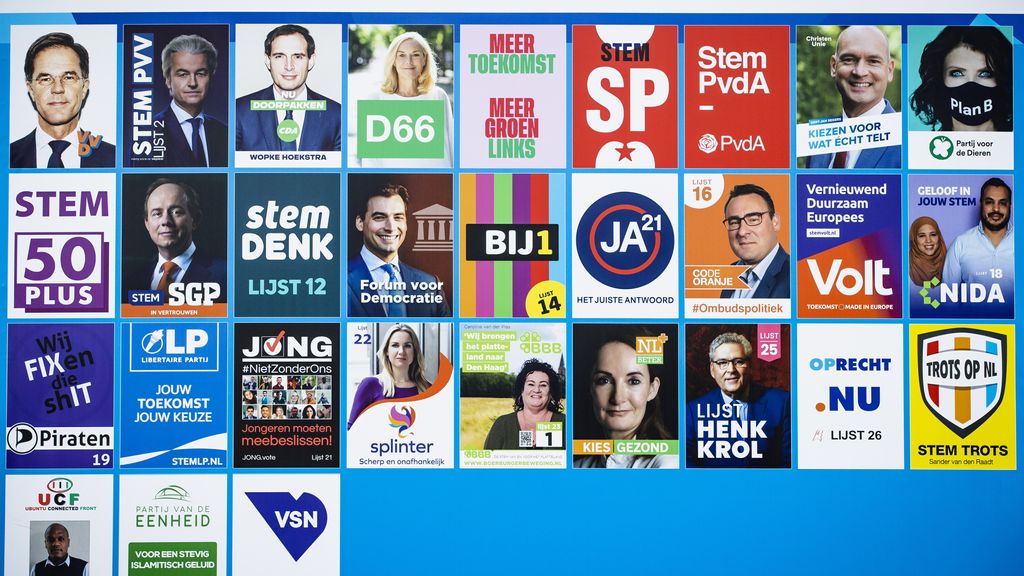 VVD
STEM PVV
LIJST 2
NU
DOORPAKKEN
CDA
WOPKE HOEKSTRA
D66
MEER
TOEKOMST
MEER
GROEN
LINKS
STEM
SP
Stem
PvdA
–
PvdA
Christen
Unie
GERT-JAN SEGERS
KIEZEN VOOR
WAT ÉCHT TELT
Plan B
Partij voor
de Dieren
STEM
50
PLUS
STEM SGP
IN VERTROUWEN
stem
DENK
LIJST 12
Forum voor
Democratie
BIJ1
LIJST
14
JA21
HET JUISTE ANTWOORD
LIJST
16
CODE
ORANJE
#Ombudspolitiek
Vernieuwend
Duurzaam
Europees
stemvolt.nl
Volt
TOEKOMST MADE IN EUROPE
GELOOF IN
JOUW STEM
LIJST 18
NIDA
Wij
FIXen
die
shIT
Piraten
19
LP
LIBERTAIRE PARTIJ
JOUW
TOEKOMST
JOUW KEUZE
STEMLP.NL
JONG
#NietZonderOns
Jongeren moeten
meebeslissen!
JONG.vote Lijst 21
Lijst
22
splinter
Scherp en onafhankelijk
Caroline van der Plas
'Wij brengen
het platte-
land naar
Den Haag'
BBB
lijst 23
1
BBB
WWW.BOERBURGERBEWEGING.NL
NL
BETER
KIES GEZOND
LIJST
25
LIJST
HENK
KROL
OPRECHT
.NU
LIJST 26
TROTS OP NL
STEM TROTS
Sander van den Raadt
UCF
UBUNTU CONNECTED FRONT
PARTIJ VAN DE
EENHEID
VOOR EEN STEVIG
ISLAMITISCH GELUID
VSN